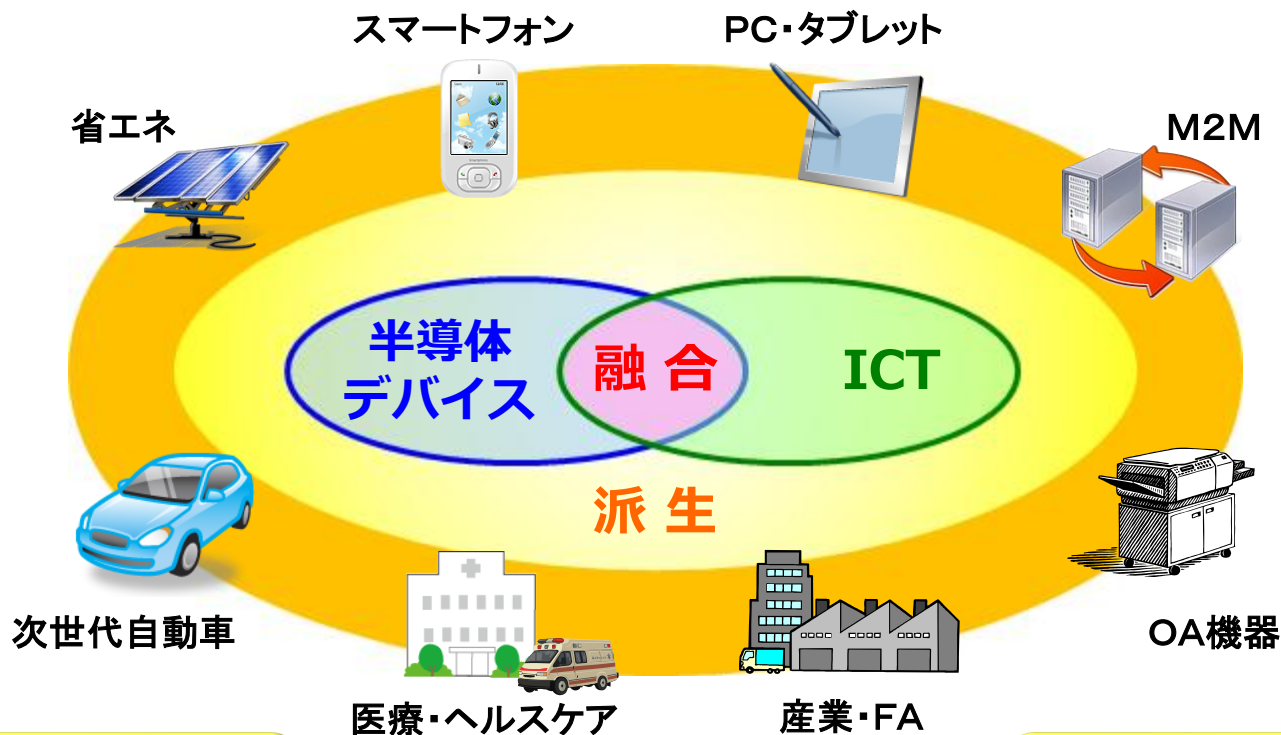 スマートフォン
PC・タブレット
省エネ
M2M
半導体
デバイス
融 合
ICT
派 生
次世代自動車
OA機器
医療・ヘルスケア
産業・FA